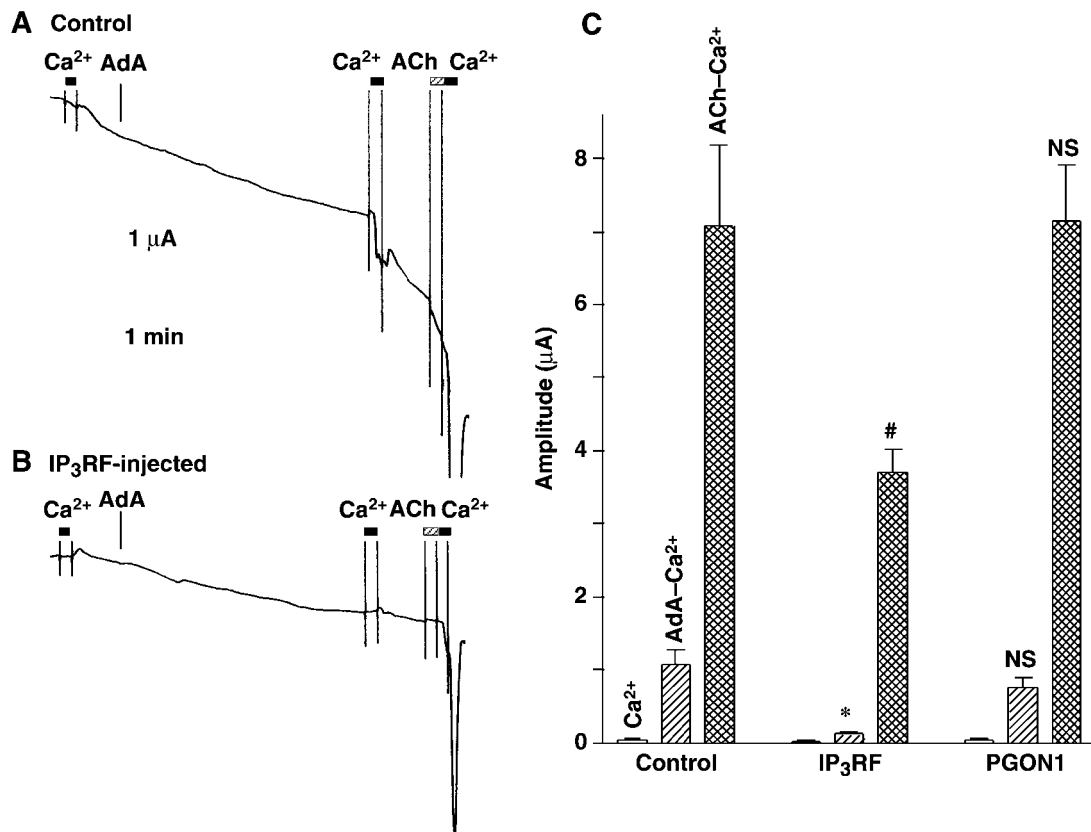 A Control
Ca²⁺ AdA Ca²⁺ ACh Ca²⁺
1 μA
1 min
B IP₃RF-injected
Ca²⁺ AdA Ca²⁺ ACh Ca²⁺
C
Amplitude (μA)
8
6
4
2
0
Ca²⁺
AdA–Ca²⁺
ACh–Ca²⁺
*
#
NS
NS
Control IP₃RF PGON1